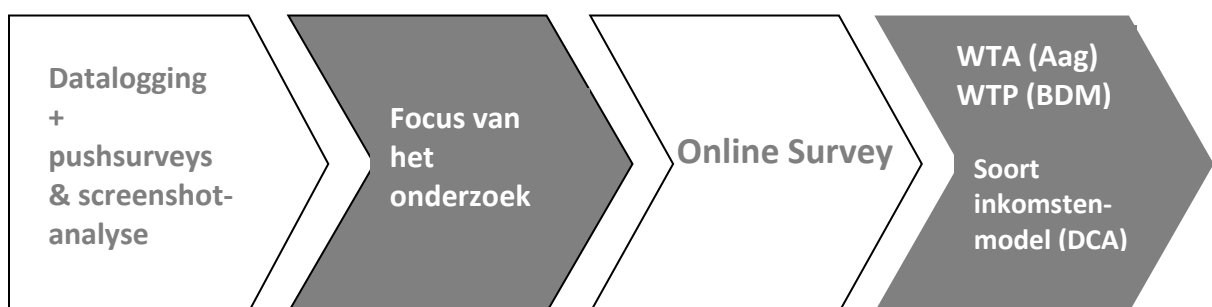 Datalogging
+
pushsurveys
& screenshot-
analyse
Focus van
het
onderzoek
Online Survey
WTA (Aag)
WTP (BDM)
Soort
inkomsten-
model (DCA)